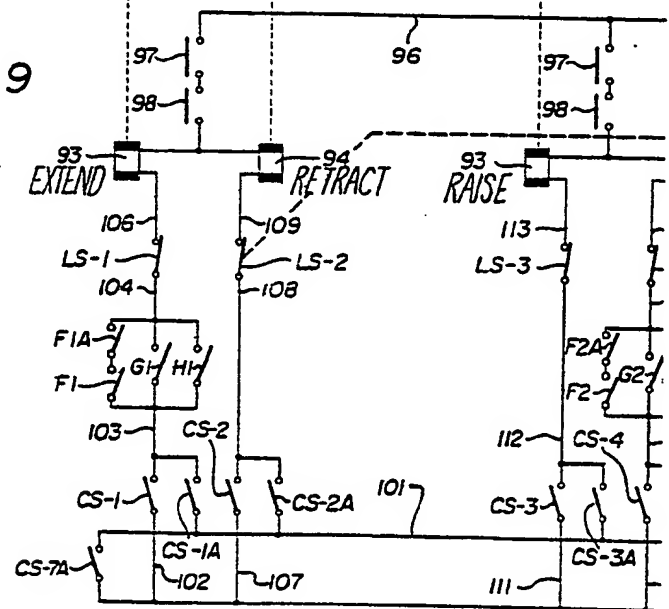 9
97
98
96
97
98
93
EXTEND
94
RETRACT
93
RAISE
106
109
113
LS-1
LS-2
LS-3
104
108
F1A
G1
H1
F1
F2A
G2
F2
103
CS-2
112
CS-4
CS-1
CS-2A
101
CS-3
CS-1A
CS-3A
CS-7A
102
107
111